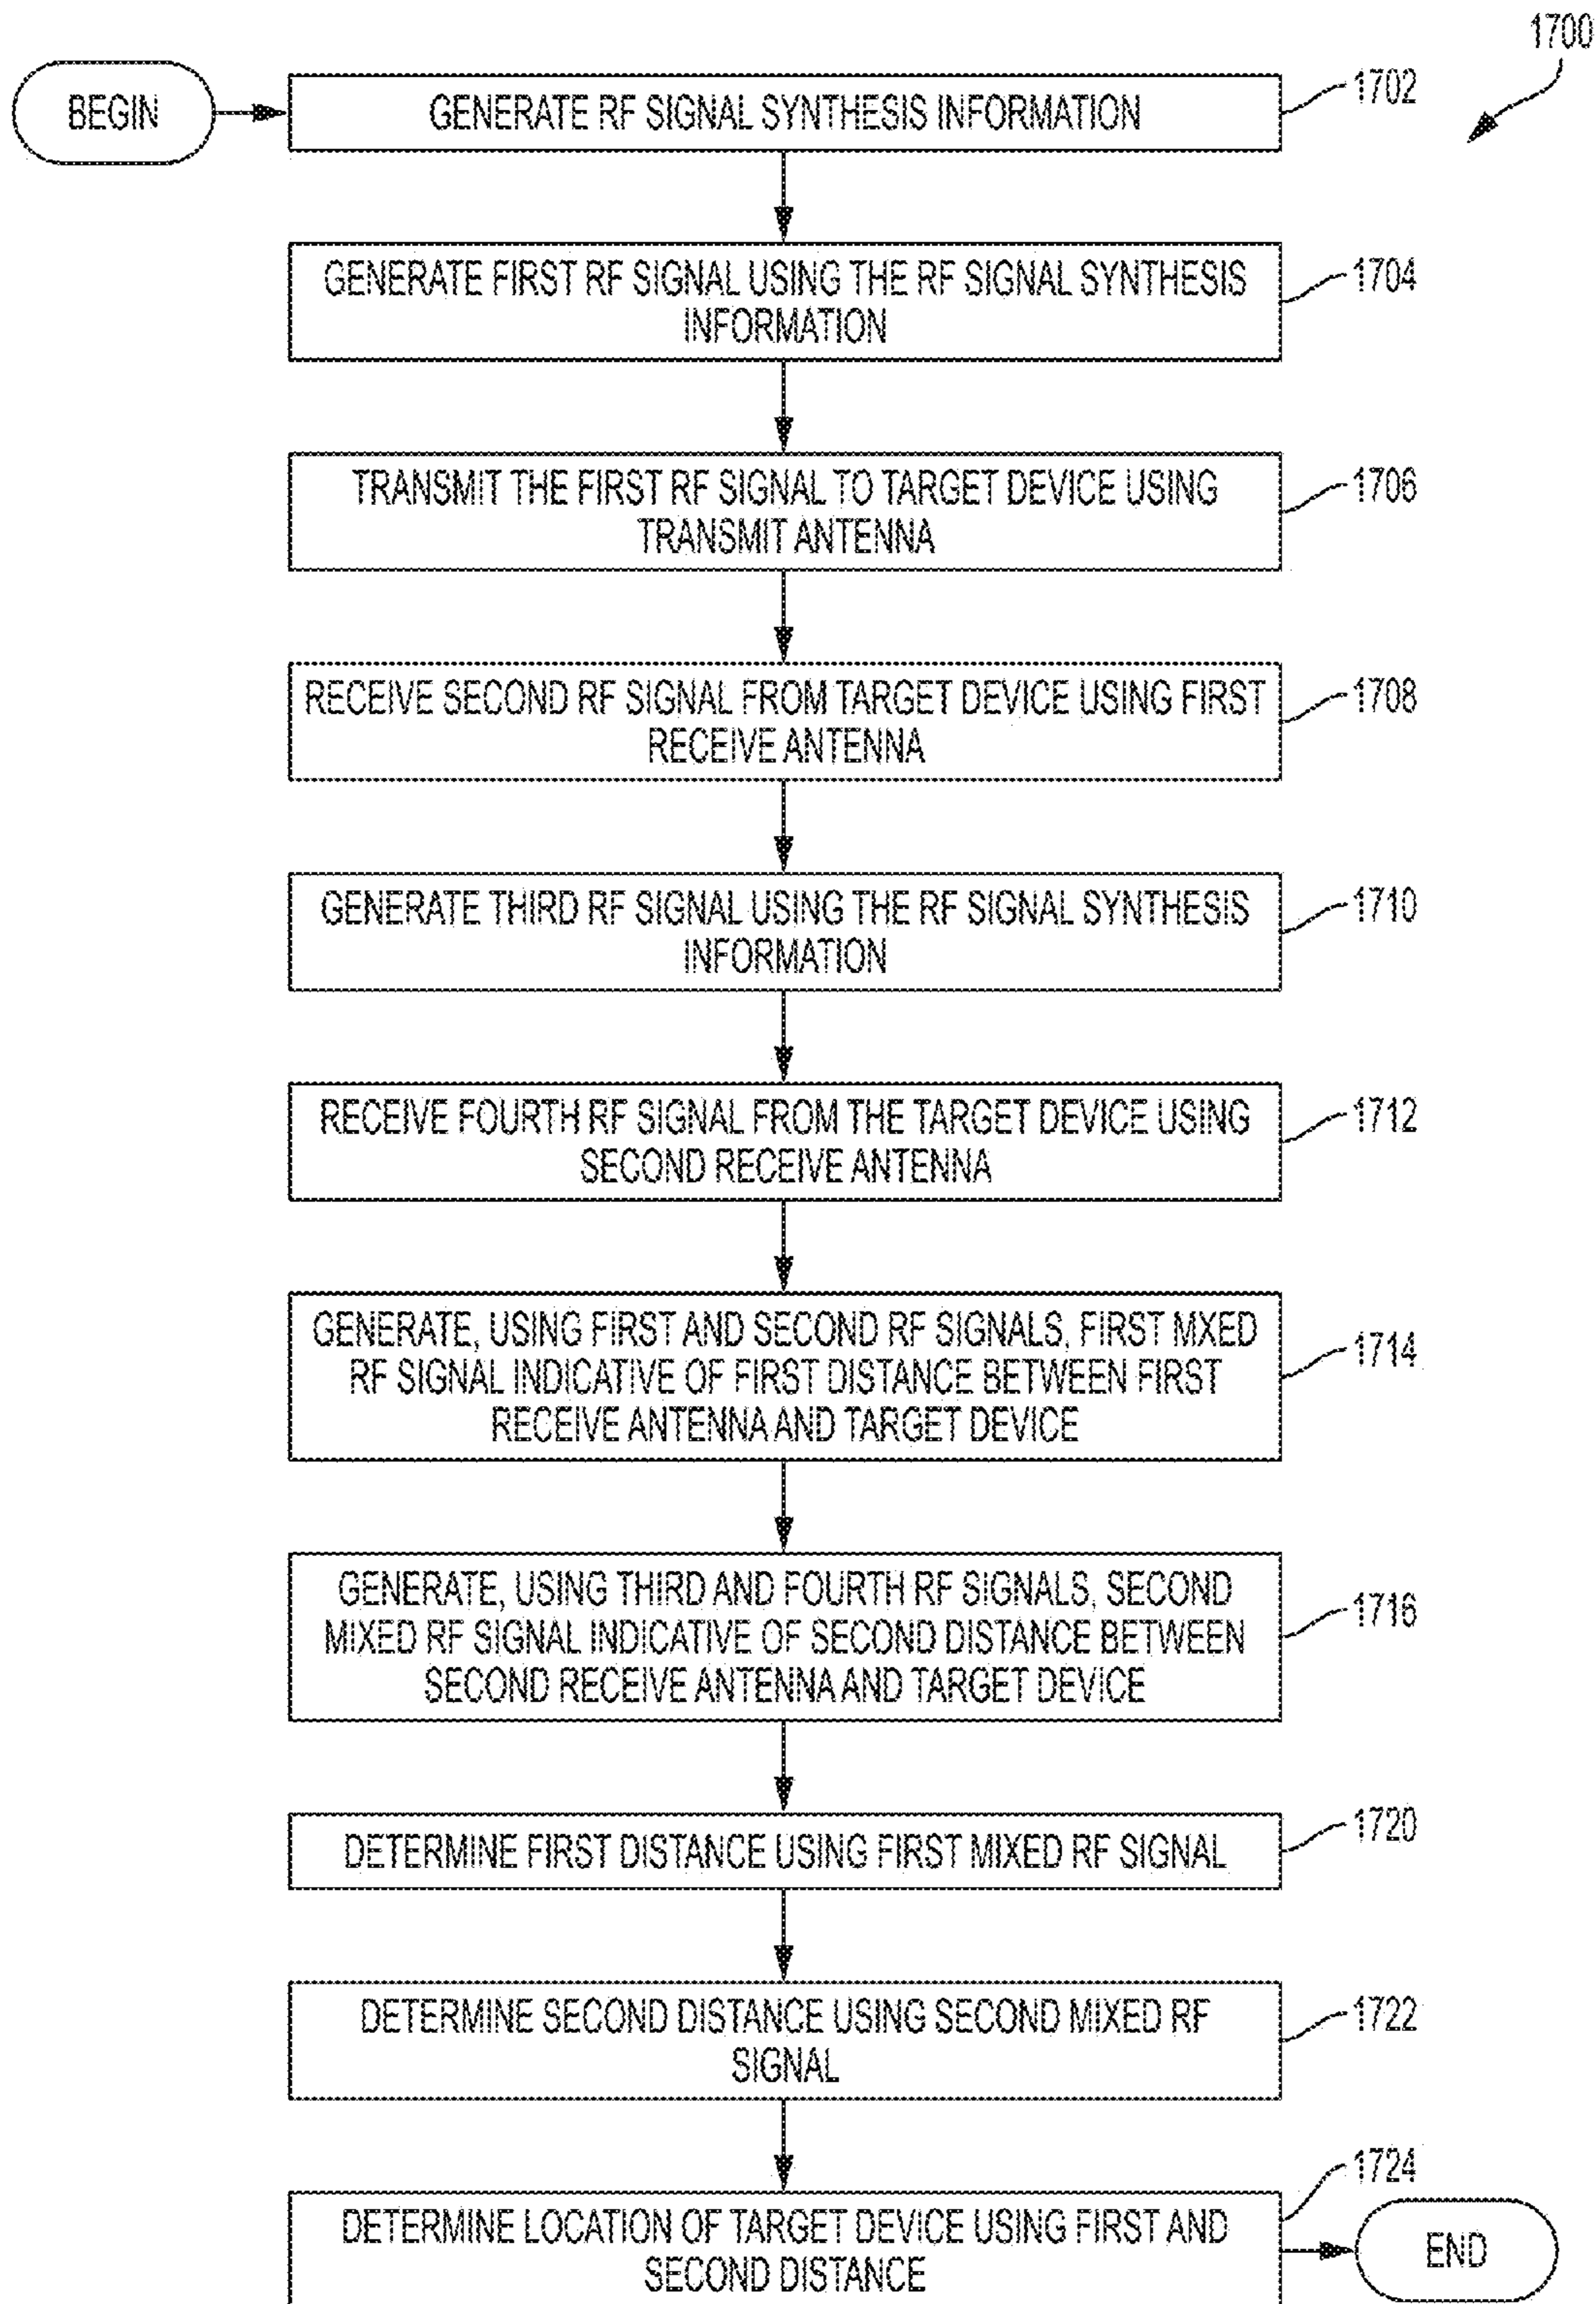 1700
BEGIN
GENERATE RF SIGNAL SYNTHESIS INFORMATION
1702
GENERATE FIRST RF SIGNAL USING THE RF SIGNAL SYNTHESIS
INFORMATION
1704
TRANSMIT THE FIRST RF SIGNAL TO TARGET DEVICE USING
TRANSMIT ANTENNA
1706
RECEIVE SECOND RF SIGNAL FROM TARGET DEVICE USING FIRST
RECEIVE ANTENNA
1708
GENERATE THIRD RF SIGNAL USING THE RF SIGNAL SYNTHESIS
INFORMATION
1710
RECEIVE FOURTH RF SIGNAL FROM THE TARGET DEVICE USING
SECOND RECEIVE ANTENNA
1712
GENERATE, USING FIRST AND SECOND RF SIGNALS, FIRST MXED
RF SIGNAL INDICATIVE OF FIRST DISTANCE BETWEEN FIRST
RECEIVE ANTENNA AND TARGET DEVICE
1714
GENERATE, USING THIRD AND FOURTH RF SIGNALS, SECOND
MIXED RF SIGNAL INDICATIVE OF SECOND DISTANCE BETWEEN
SECOND RECEIVE ANTENNA AND TARGET DEVICE
1716
DETERMINE FIRST DISTANCE USING FIRST MIXED RF SIGNAL
1720
DETERMINE SECOND DISTANCE USING SECOND MIXED RF
SIGNAL
1722
DETERMINE LOCATION OF TARGET DEVICE USING FIRST AND
SECOND DISTANCE
1724
END